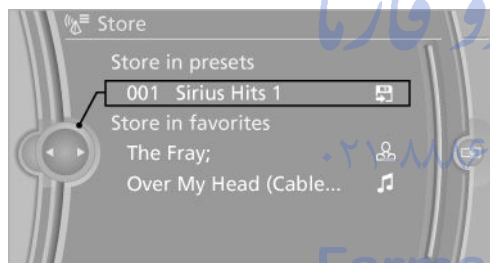 Store
Store in presets
001 Sirius Hits 1
Store in favorites
The Fray;
Over My Head (Cable...